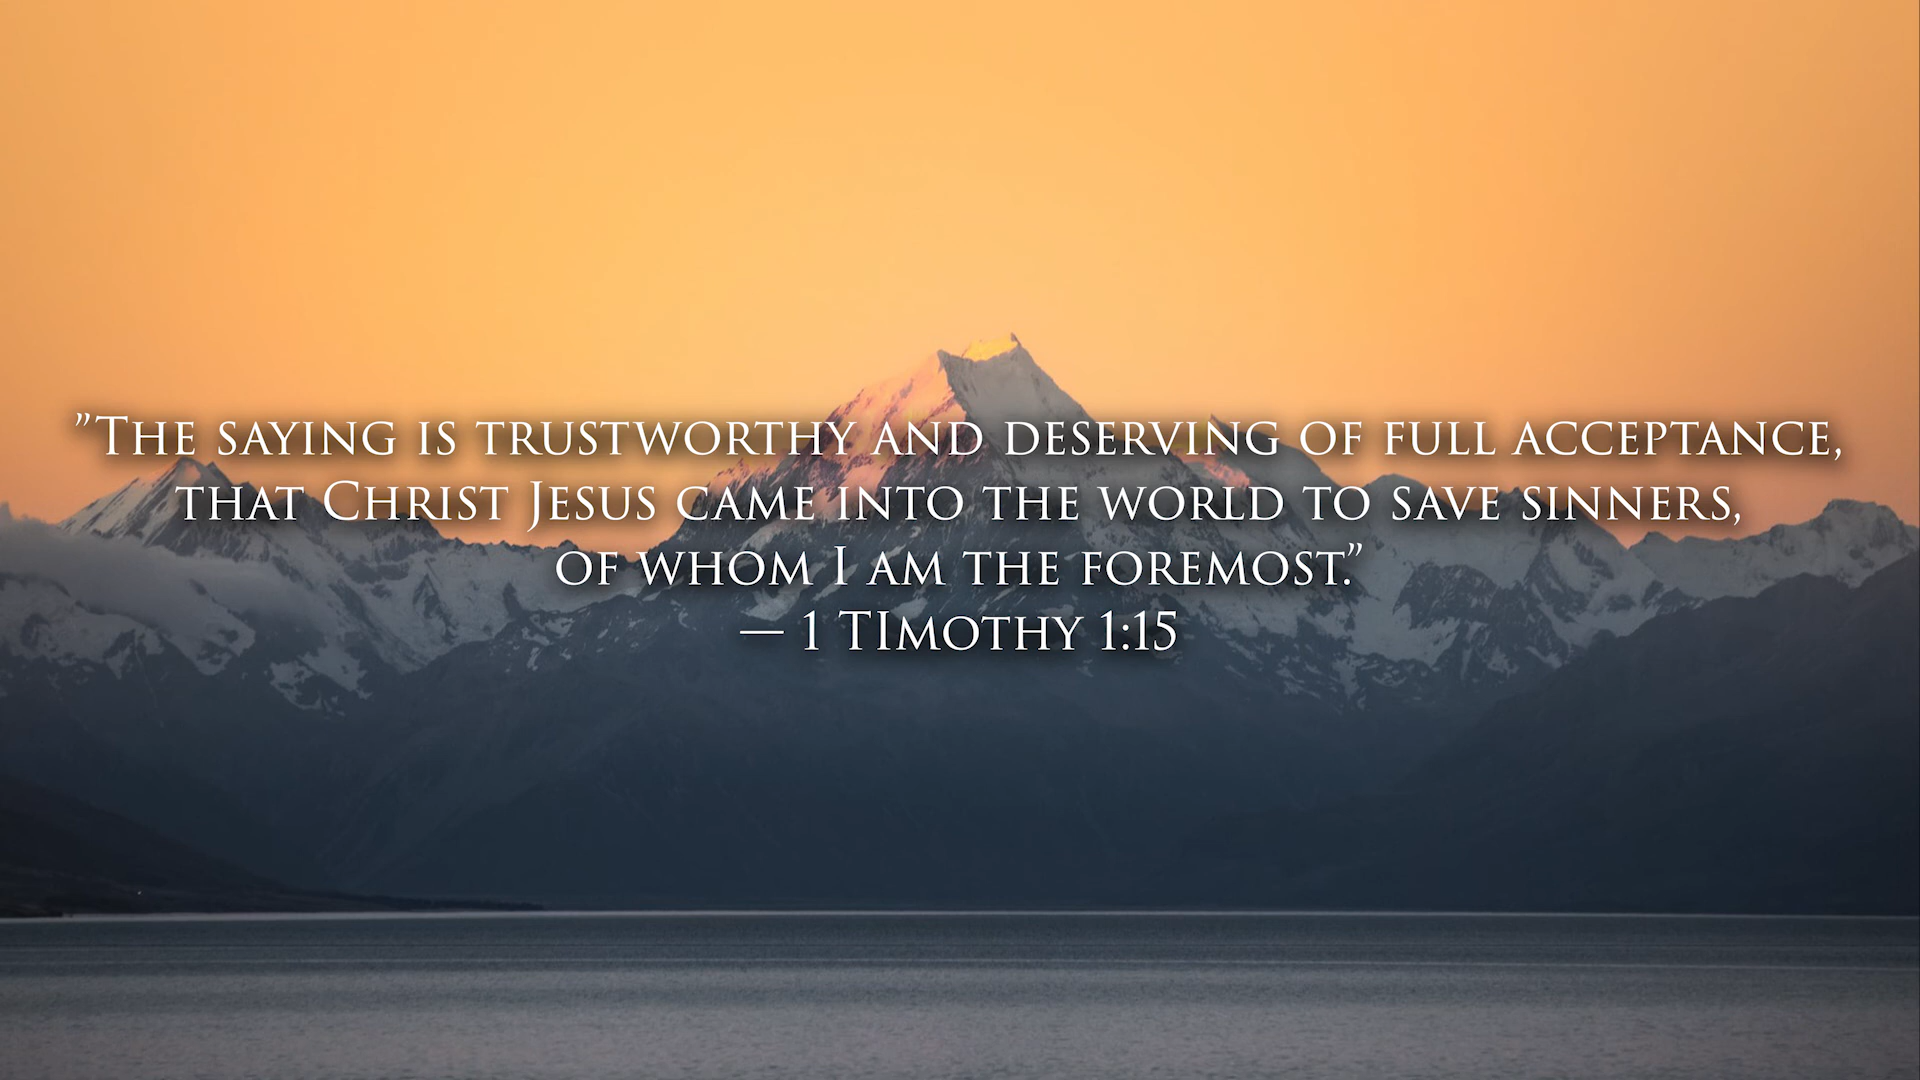 ”The saying is trustworthy and deserving of full acceptance,
that Christ Jesus came into the world to save sinners,
of whom I am the foremost.”
— 1 TImothy 1:15